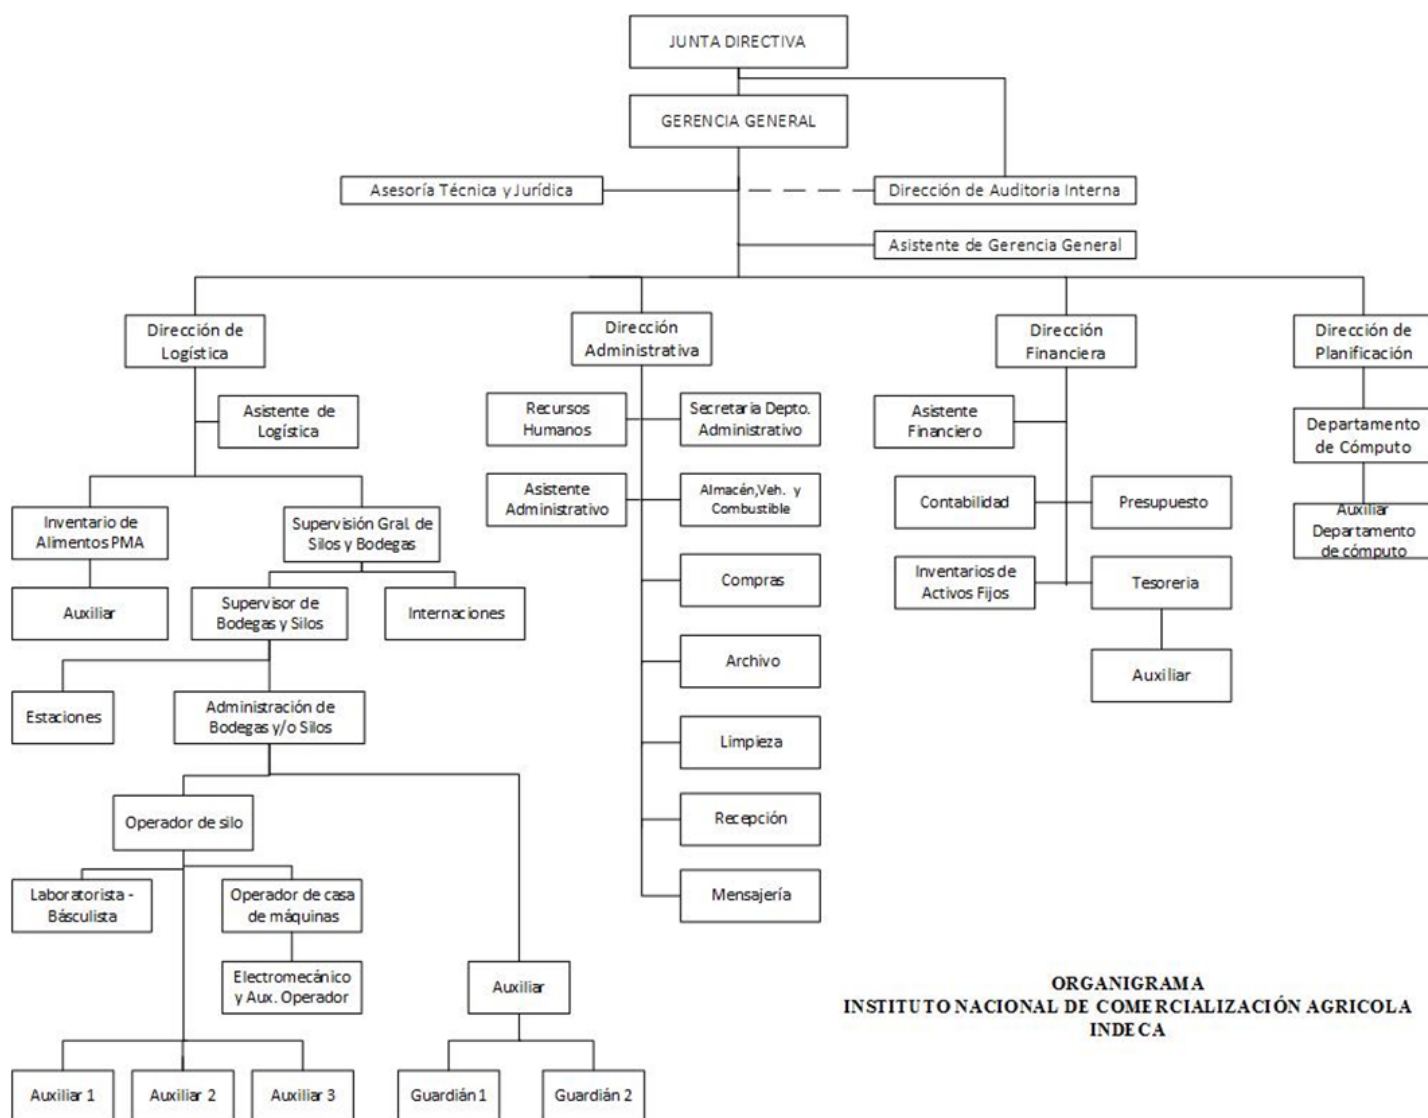 JUNTA DIRECTIVA
GERENCIA GENERAL
Asesoría Técnica y Jurídica
Dirección de Auditoria Interna
Asistente de Gerencia General
Dirección de
Logística
Dirección
Administrativa
Dirección
Financiera
Dirección de
Planificación
Asistente de
Logística
Recursos
Humanos
Secretaria Depto.
Administrativo
Asistente
Financiero
Departamento
de Cómputo
Inventario de
Alimentos PMA
Supervisión Gral. de
Silos y Bodegas
Asistente
Administrativo
Almacén,Veh. y
Combustible
Contabilidad
Presupuesto
Auxiliar
Departamento
de cómputo
Auxiliar
Supervisor de
Bodegas y Silos
Internaciones
Compras
Inventarios de
Activos Fijos
Tesoreria
Estaciones
Administración de
Bodegas y/o Silos
Archivo
Auxiliar
Limpieza
Operador de silo
Recepción
Laboratorista -
Básculista
Operador de casa
de máquinas
Mensajería
Electromecánico
y Aux. Operador
Auxiliar
Auxiliar 1
Auxiliar 2
Auxiliar 3
Guardián 1
Guardián 2
ORGANIGRAMA
INSTITUTO NACIONAL DE COMERCIALIZACIÓN AGRICOLA
INDECA